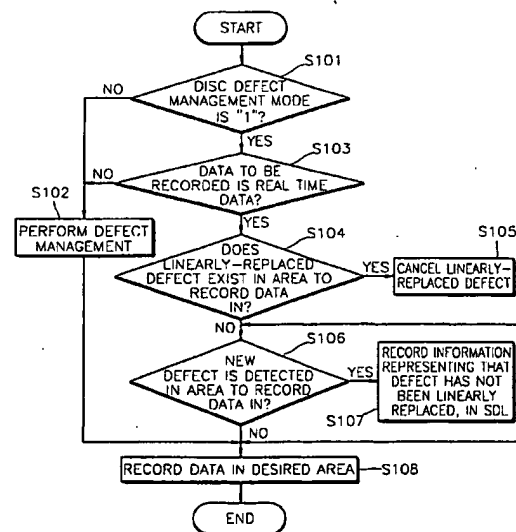 START
S101
NO
DISC DEFECT
MANAGEMENT MODE
IS "1"?
YES
S103
NO
DATA TO BE
RECORDED IS REAL TIME
DATA?
S102
YES
PERFORM DEFECT
MANAGEMENT
S104
DOES
LINEARLY-REPLACED
DEFECT EXIST IN AREA TO
RECORD DATA
IN?
YES
S105
CANCEL LINEARLY-
REPLACED DEFECT
NO
S106
NEW
DEFECT IS DETECTED
IN AREA TO RECORD
DATA IN?
YES
RECORD INFORMATION
REPRESENTING THAT
DEFECT HAS NOT
BEEN LINEARLY
REPLACED, IN SDL
S107
NO
RECORD DATA IN DESIRED AREA
S108
END